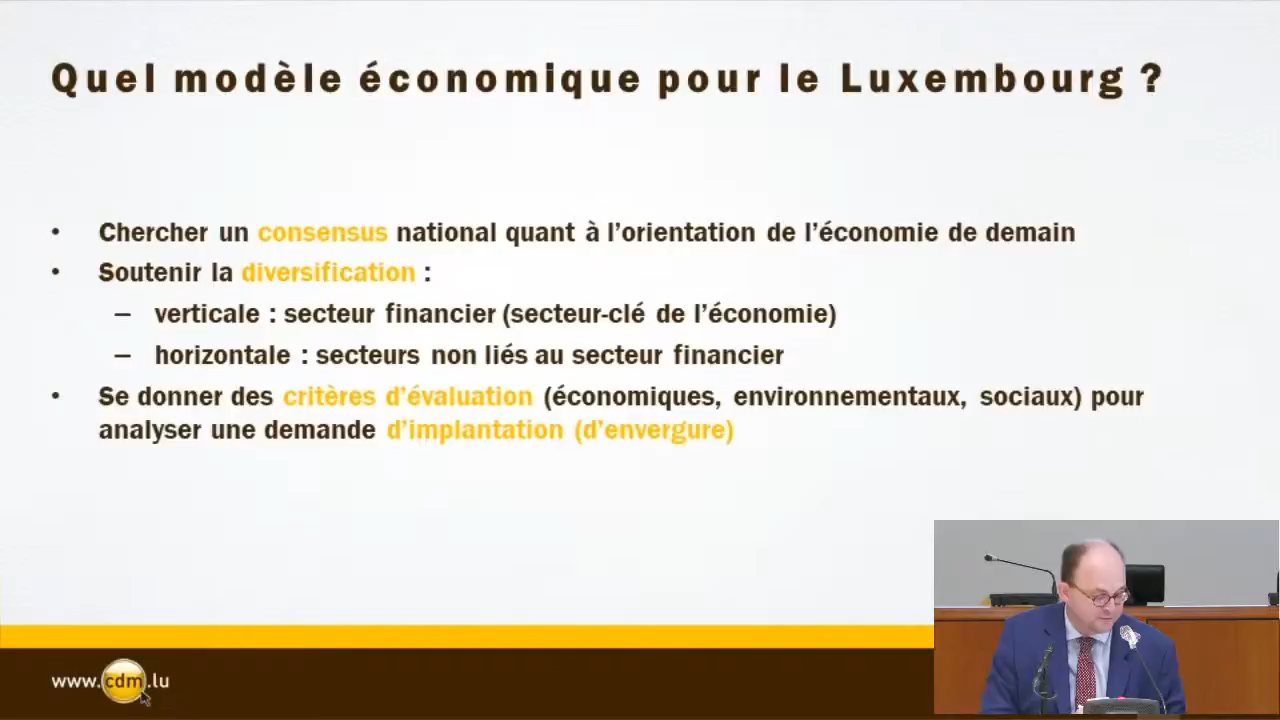 Quel modèle économique pour le Luxembourg ?
• Chercher un consensus national quant à l'orientation de l'économie de demain
• Soutenir la diversification :
– verticale : secteur financier (secteur-clé de l'économie)
– horizontale : secteurs non liés au secteur financier
• Se donner des critères d'évaluation (économiques, environnementaux, sociaux) pour
analyser une demande d'implantation (d'envergure)
www.cdm.lu